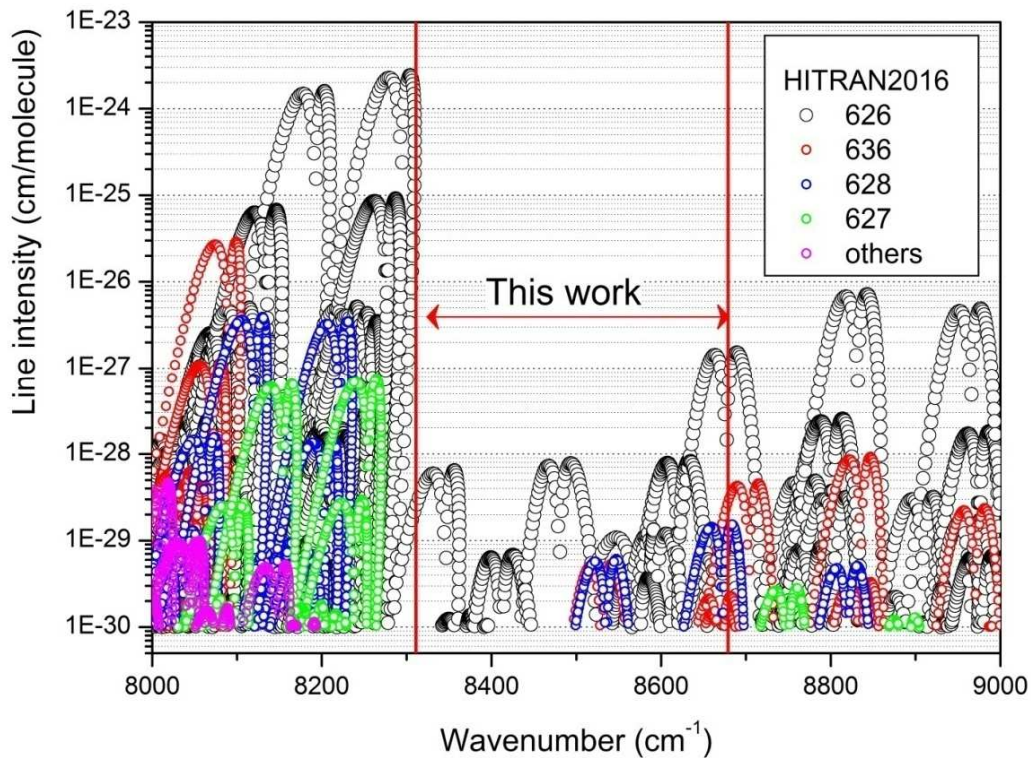 1E-23
1E-24
1E-25
1E-26
1E-27
1E-28
1E-29
1E-30
Line intensity (cm/molecule)
HITRAN2016
626
636
628
627
others
This work
8000 8200 8400 8600 8800 9000
Wavenumber (cm⁻¹)